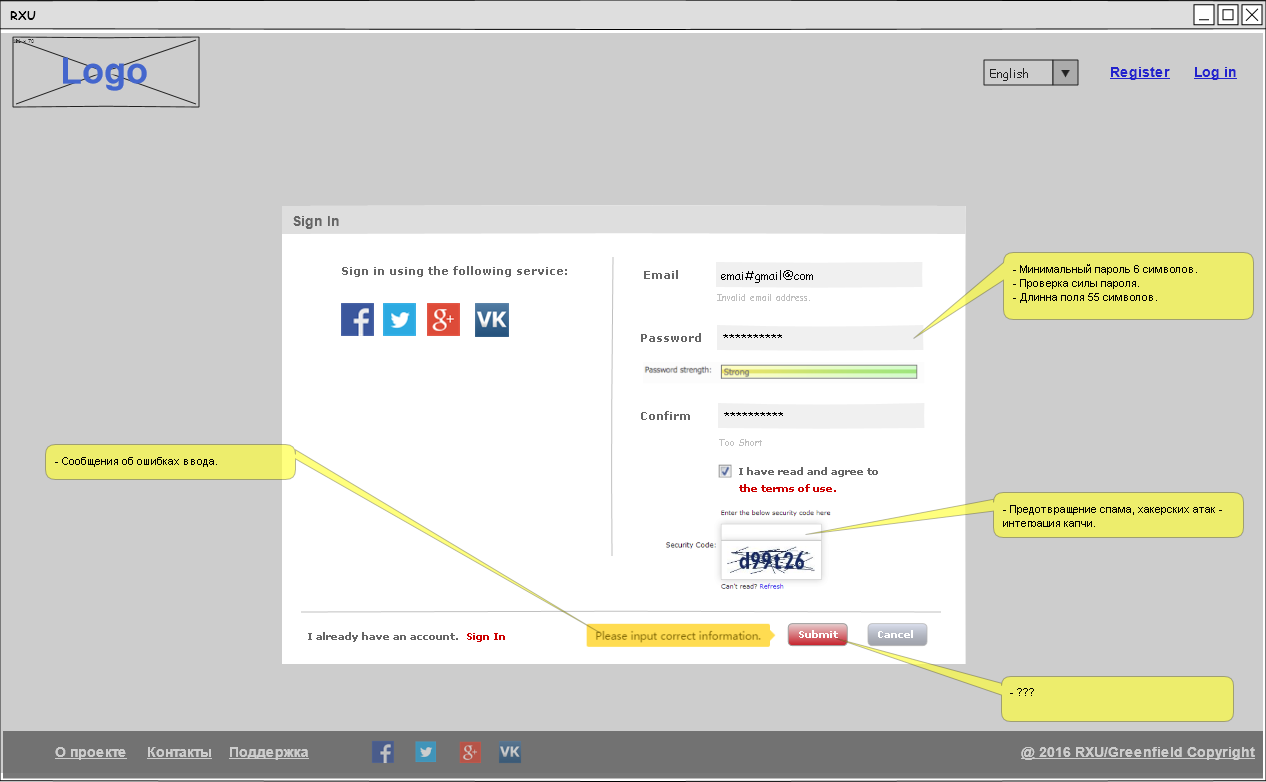 RXU
Logo
English
Register
Log in
Sign In
Sign in using the following service:
Email
emai#gmail@com
Invalid email address.
- Минимальный пароль 6 символов.
- Проверка силы пароля.
- Длинна поля 55 символов.
Password
**********
Password strength:
Strong
Confirm
**********
Too Short
- Сообщения об ошибках ввода.
I have read and agree to
the terms of use.
Enter the below security code here
- Предотвращение спама, хакерских атак -
интеграция капчи.
Security Code:
d99t26
Can't read? Refresh
I already have an account. Sign In
Please input correct information.
Submit
Cancel
- ???
О проекте
Контакты
Поддержка
@ 2016 RXU/Greenfield Copyright